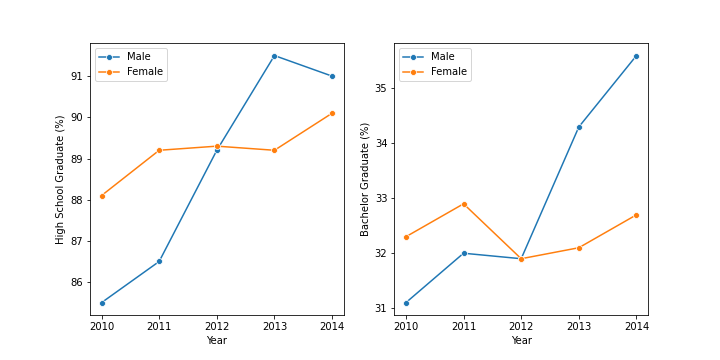 Male
Female
High School Graduate (%)
91
90
89
88
87
86
2010 2011 2012 2013 2014
Year
Male
Female
Bachelor Graduate (%)
35
34
33
32
31
2010 2011 2012 2013 2014
Year